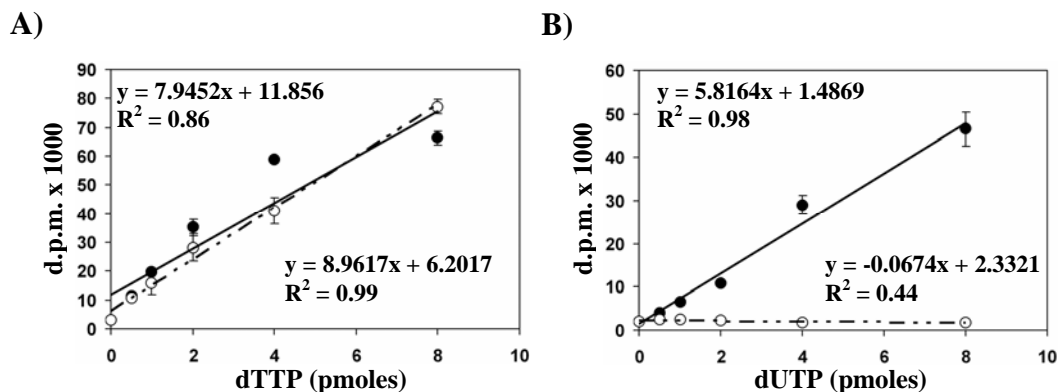 A)
B)
90
80
70
60
50
40
30
20
10
0
y = 7.9452x + 11.856
R² = 0.86
y = 8.9617x + 6.2017
R² = 0.99
d.p.m. x 1000
0 2 4 6 8 10
dTTP (pmoles)
60
50
40
30
20
10
0
y = 5.8164x + 1.4869
R² = 0.98
y = -0.0674x + 2.3321
R² = 0.44
d.p.m. x 1000
0 2 4 6 8 10
dUTP (pmoles)